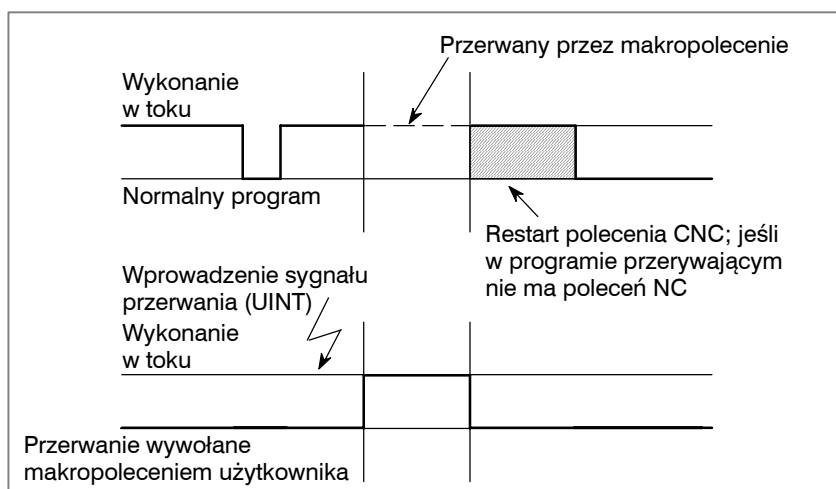 Przerwany przez makropolecenie
Wykonanie
w toku
Normalny program
Restart polecenia CNC; jeśli
w programie przerywającym
nie ma poleceń NC
Wprowadzenie sygnału
przerwania (UINT)
Wykonanie
w toku
Przerwanie wywołane
makropoleceniem użytkownika